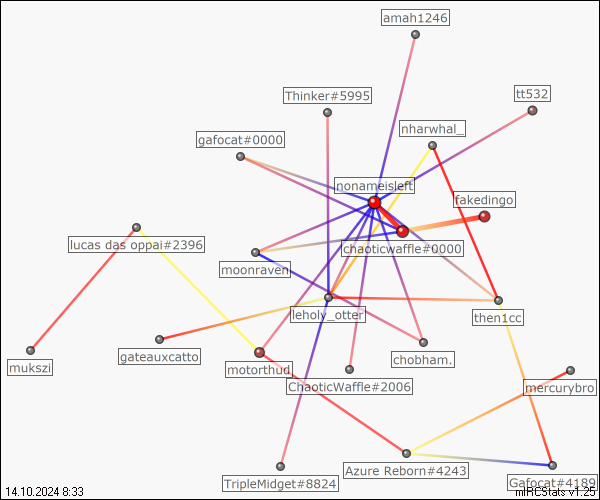 amah1246
Thinker#5995
tt532
nharwhal_
gafocat#0000
nonameisleft
fakedingo
lucas das oppai#2396
chaoticwaffle#0000
moonraven
leholy_otter
then1cc
gateauxcatto
mukszi
motorthud
chobham.
ChaoticWaffle#2006
mercurybro
Azure Reborn#4243
TripleMidget#8824
Gafocat#4189
14.10.2024 8:33
mIRCStats v1.25